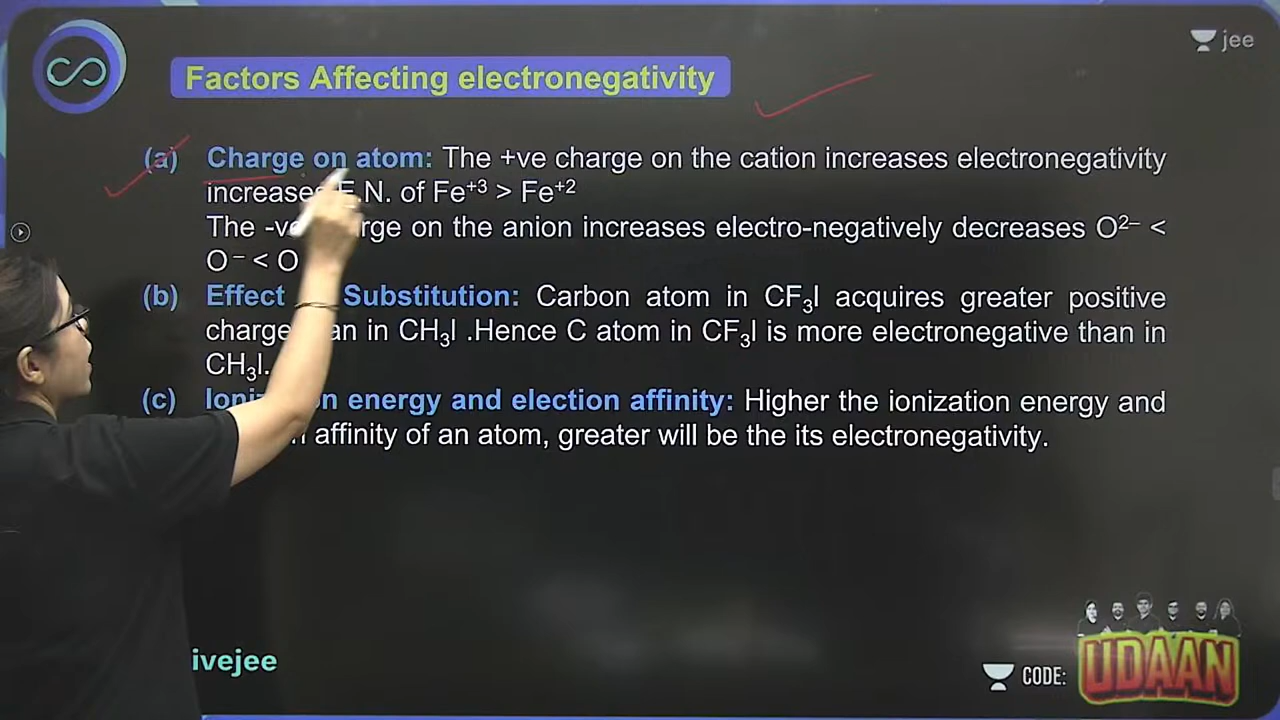 jee
Factors Affecting electronegativity
(a) Charge on atom: The +ve charge on the cation increases electronegativity
increases E.N. of Fe⁺³ > Fe⁺²
The charge on the anion increases electro-negatively decreases O²⁻ <
O⁻ < O
(b) Effect Substitution: Carbon atom in CF₃I acquires greater positive
charge in CH₃I .Hence C atom in CF₃I is more electronegative than in
CH₃I.
(c) energy and election affinity: Higher the ionization energy and
affinity of an atom, greater will be the its electronegativity.
ivejee
CODE:
UDAAN